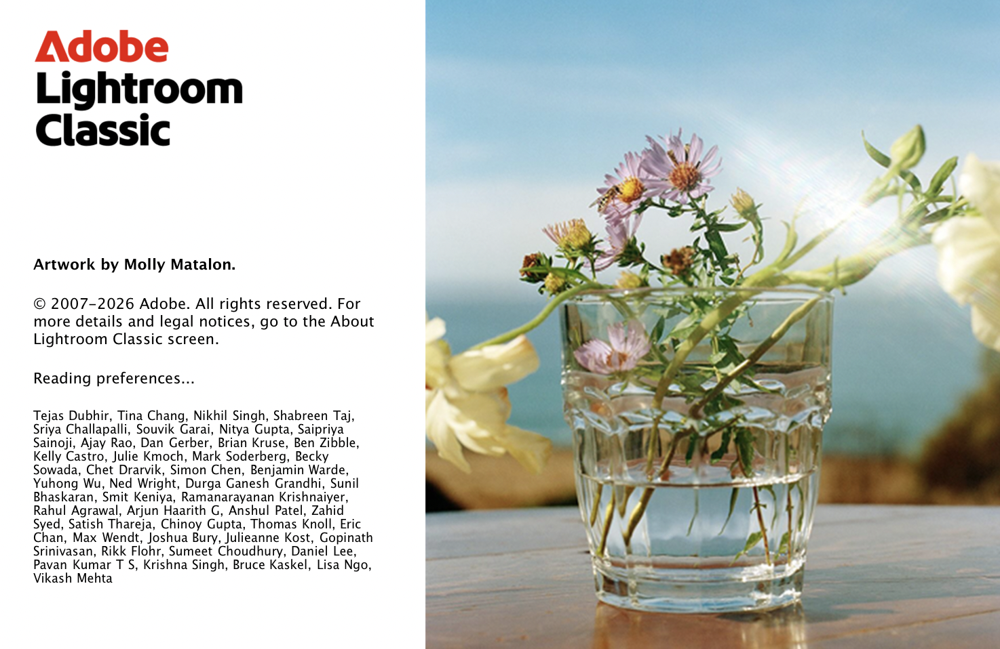 Adobe
Lightroom
Classic
Artwork by Molly Matalon.
© 2007-2026 Adobe. All rights reserved. For
more details and legal notices, go to the About
Lightroom Classic screen.
Reading preferences...
Tejas Dubhir, Tina Chang, Nikhil Singh, Shabreen Taj,
Sriya Challapalli, Souvik Garai, Nitya Gupta, Saipriya
Sainoji, Ajay Rao, Dan Gerber, Brian Kruse, Ben Zibble,
Kelly Castro, Julie Kmoch, Mark Soderberg, Becky
Sowada, Chet Drarvik, Simon Chen, Benjamin Warde,
Yuhong Wu, Ned Wright, Durga Ganesh Grandhi, Sunil
Bhaskaran, Smit Keniya, Ramanarayanan Krishnaiyer,
Rahul Agrawal, Arjun Haarith G, Anshul Patel, Zahid
Syed, Satish Thareja, Chinoy Gupta, Thomas Knoll, Eric
Chan, Max Wendt, Joshua Bury, Julieanne Kost, Gopinath
Srinivasan, Rikk Flohr, Sumeet Choudhury, Daniel Lee,
Pavan Kumar T S, Krishna Singh, Bruce Kaskel, Lisa Ngo,
Vikash Mehta